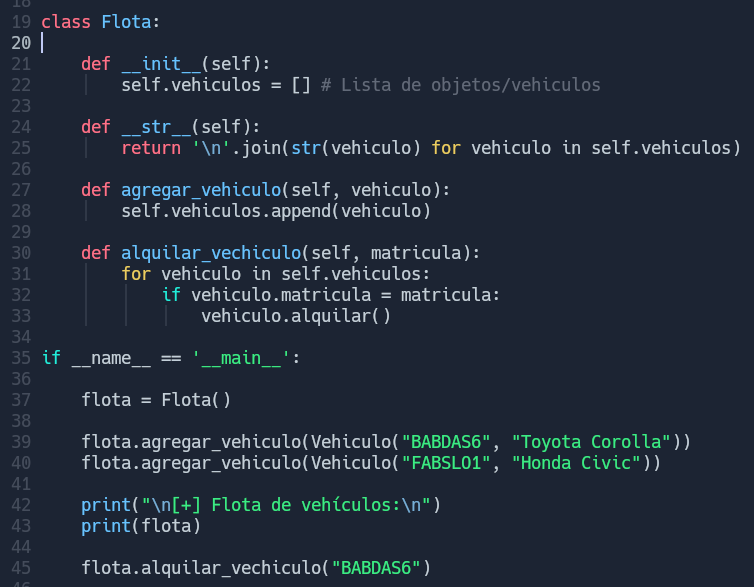 18
19 class Flota:
20
21     def __init__(self):
22         self.vehiculos = [] # Lista de objetos/vehiculos
23
24     def __str__(self):
25         return '\n'.join(str(vehiculo) for vehiculo in self.vehiculos)
26
27     def agregar_vehiculo(self, vehiculo):
28         self.vehiculos.append(vehiculo)
29
30     def alquilar_vechiculo(self, matricula):
31         for vehiculo in self.vehiculos:
32             if vehiculo.matricula = matricula:
33                 vehiculo.alquilar()
34
35 if __name__ == '__main__':
36
37     flota = Flota()
38
39     flota.agregar_vehiculo(Vehiculo("BABDAS6", "Toyota Corolla"))
40     flota.agregar_vehiculo(Vehiculo("FABSLO1", "Honda Civic"))
41
42     print("\n[+] Flota de vehículos:\n")
43     print(flota)
44
45     flota.alquilar_vechiculo("BABDAS6")
46